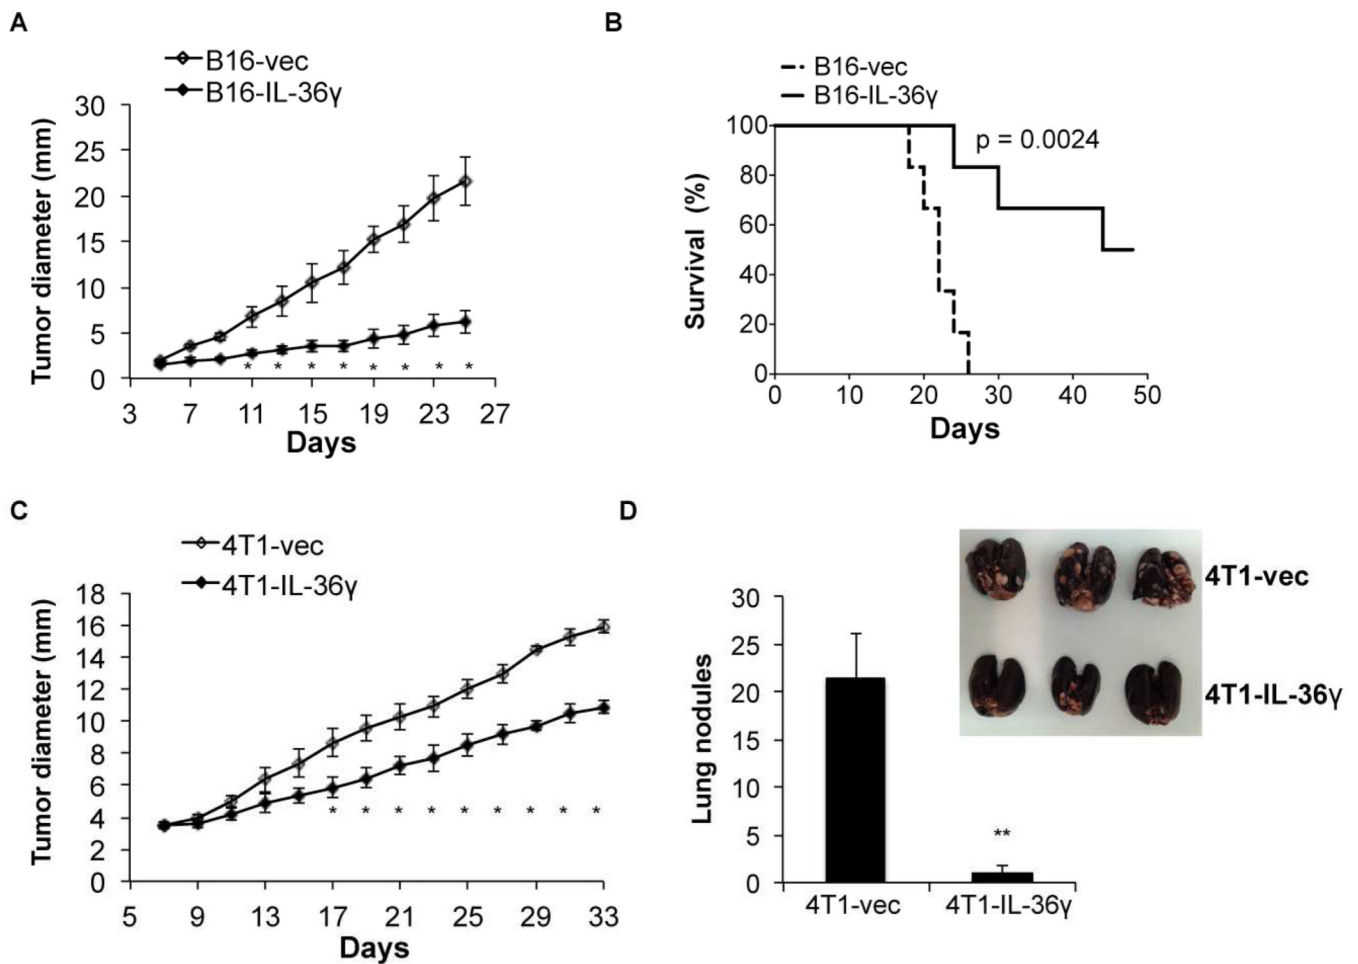 A
B16-vec
B16-IL-36γ
Tumor diameter (mm)
30
25
20
15
10
5
0
* * * * * * * *
3 7 11 15 19 23 27
Days
B
B16-vec
B16-IL-36γ
p = 0.0024
Survival (%)
100
80
60
40
20
0
0 10 20 30 40 50
Days
C
4T1-vec
4T1-IL-36γ
Tumor diameter (mm)
18
16
14
12
10
8
6
4
2
0
* * * * * * * * *
5 9 13 17 21 25 29 33
Days
D
4T1-vec
4T1-IL-36γ
Lung nodules
30
25
20
15
10
5
0
**
4T1-vec 4T1-IL-36γ